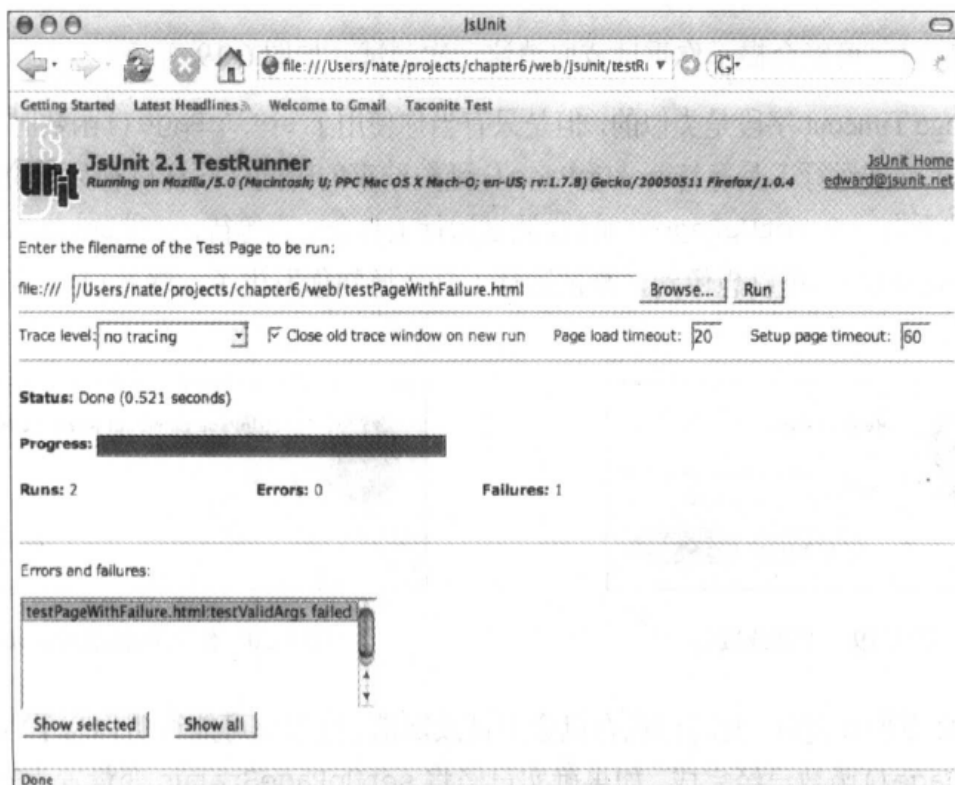 JsUnit
file:///Users/nate/projects/chapter6/web/jsunit/testRu
G
Getting Started Latest Headlines Welcome to Gmail Taconite Test
JS
Unit
JsUnit 2.1 TestRunner
JsUnit Home
Running on Mozilla/5.0 (Macintosh; U; PPC Mac OS X Mach-O; en-US; rv:1.7.8) Gecko/20050511 Firefox/1.0.4
edward@jsunit.net
Enter the filename of the Test Page to be run:
file:/// /Users/nate/projects/chapter6/web/testPageWithFailure.html Browse... Run
Trace level: no tracing Close old trace window on new run Page load timeout: 20 Setup page timeout: 60
Status: Done (0.521 seconds)
Progress:
Runs: 2 Errors: 0 Failures: 1
Errors and failures:
testPageWithFailure.html:testValidArgs failed
Show selected Show all
Done